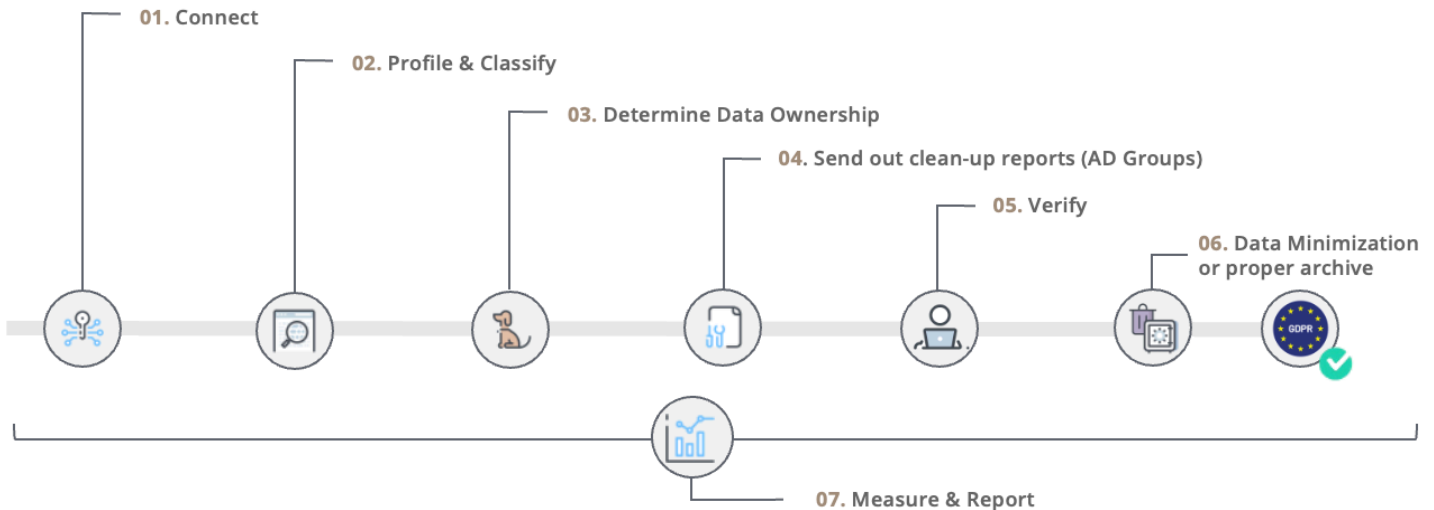 01. Connect
02. Profile & Classify
03. Determine Data Ownership
04. Send out clean-up reports (AD Groups)
05. Verify
06. Data Minimization
or proper archive
GDPR
07. Measure & Report